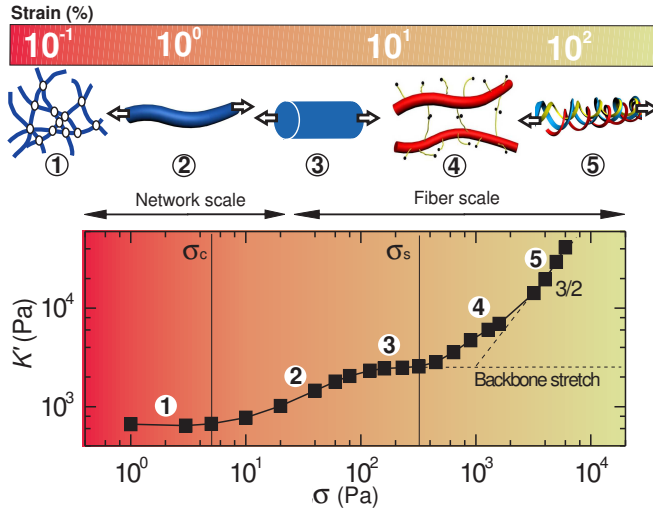 Strain (%)
10⁻¹ 10⁰ 10¹ 10²
① ② ③ ④ ⑤
Network scale Fiber scale
σc σs
5
3/2
4
3
2
Backbone stretch
1
10⁴
10³
K′ (Pa)
10⁰ 10¹ 10² 10³ 10⁴
σ (Pa)